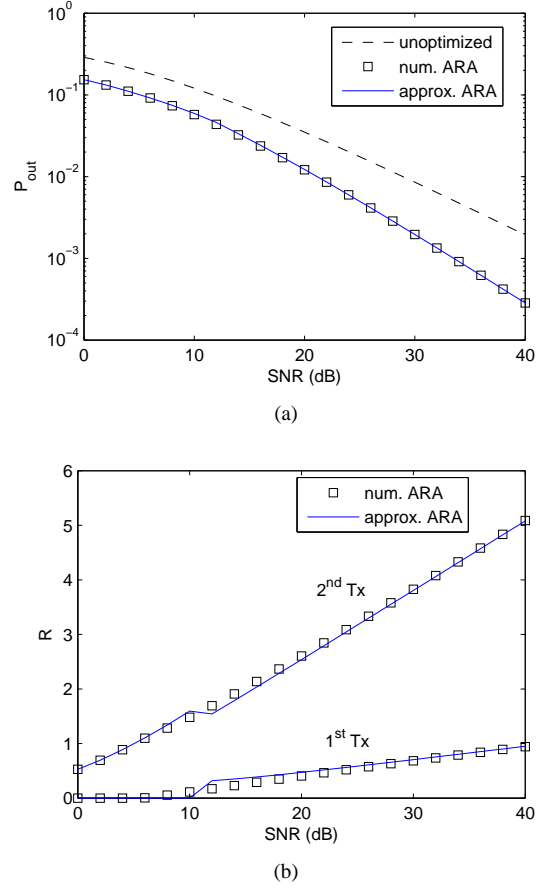 10^0
10^-1
10^-2
10^-3
10^-4
P_out
unoptimized
num. ARA
approx. ARA
0 10 20 30 40
SNR (dB)
(a)
6
5
4
3
2
1
0
R
num. ARA
approx. ARA
2^nd Tx
1^st Tx
0 10 20 30 40
SNR (dB)
(b)